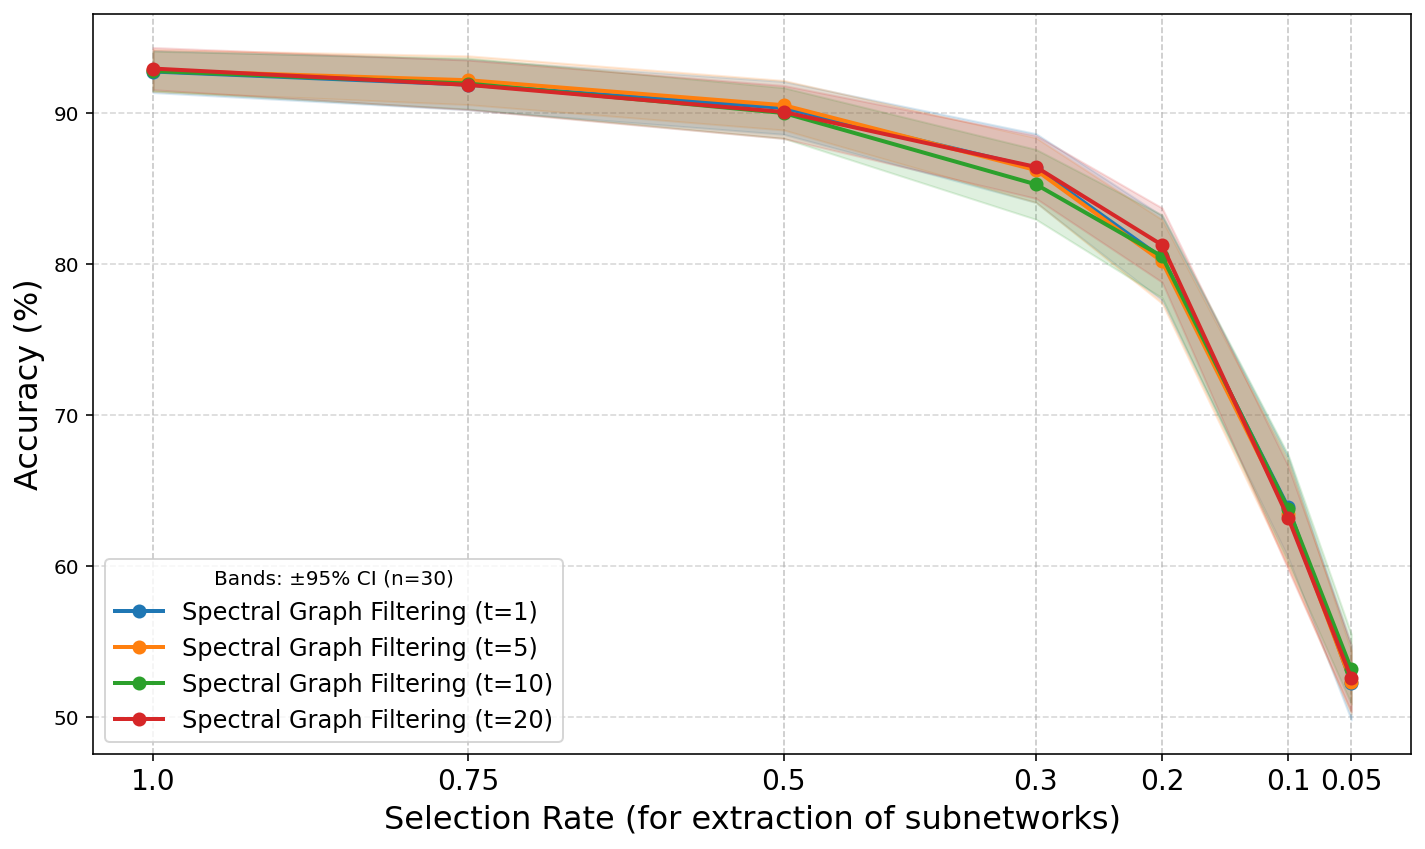 90
80
70
60
50
Accuracy (%)
Bands: ±95% CI (n=30)
Spectral Graph Filtering (t=1)
Spectral Graph Filtering (t=5)
Spectral Graph Filtering (t=10)
Spectral Graph Filtering (t=20)
1.0 0.75 0.5 0.3 0.2 0.1 0.05
Selection Rate (for extraction of subnetworks)